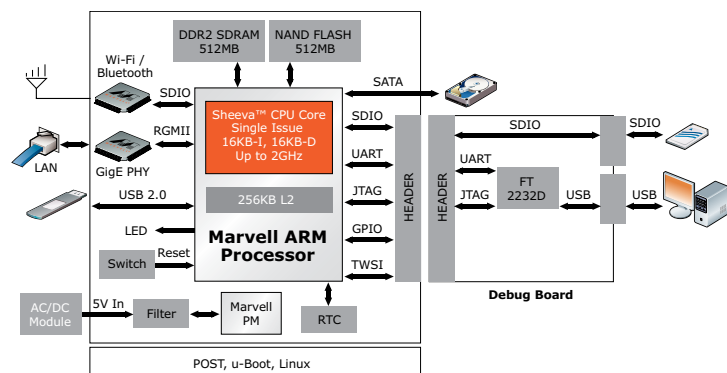 DDR2 SDRAM
512MB
NAND FLASH
512MB
Wi-Fi /
Bluetooth
SDIO
SATA
Sheeva™ CPU Core
Single Issue
16KB-I, 16KB-D
Up to 2GHz
SDIO
SDIO
SDIO
RGMII
LAN
GigE PHY
UART
UART
FT
2232D
USB 2.0
256KB L2
JTAG
HEADER
HEADER
JTAG
USB
USB
LED
Marvell ARM
Processor
GPIO
Switch
Reset
TWSI
Debug Board
AC/DC
Module
5V In
Filter
Marvell
PM
RTC
POST, u-Boot, Linux